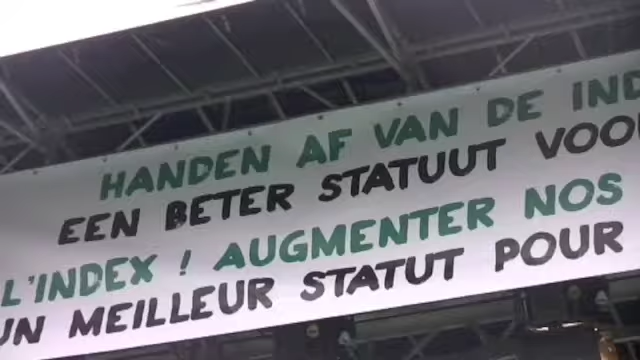 HANDEN AF VAN DE IND
EEN BETER STATUUT VOO
L'INDEX ! AUGMENTER NOS
UN MEILLEUR STATUT POUR